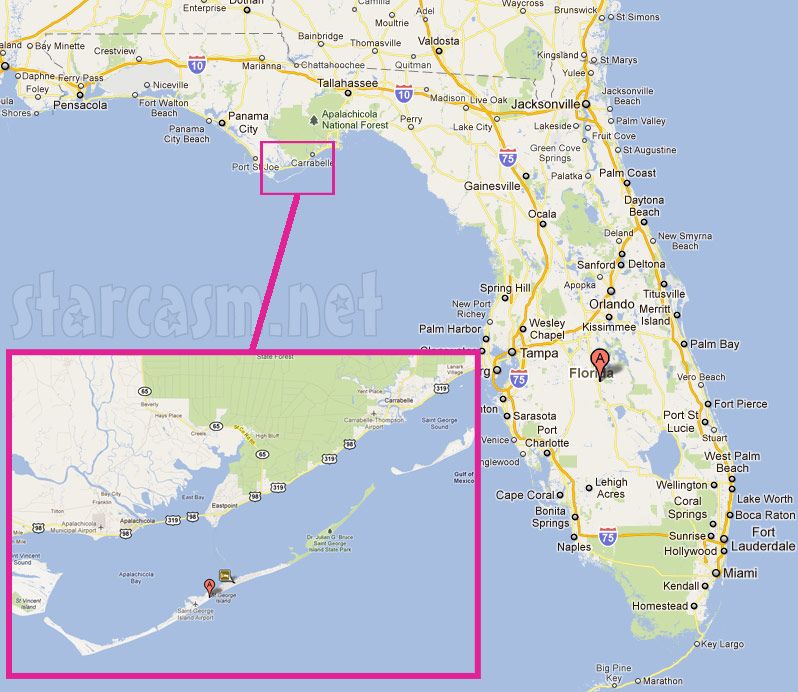 Dothan
Enterprise
Camilla
Moultrie
Adel
Waycross
Brunswick
St Simons
Bay Minette
Crestview
Bainbridge
Thomasville
Valdosta
Kingsland
St Marys
Daphne
Ferry Pass
10
Marianna
Chattahoochee
Quitman
Yulee
Foley
Niceville
Tallahassee
10
Madison
Live Oak
Jacksonville
Jacksonville
Beach
Shores
Pensacola
Fort Walton
Beach
Panama
City
Apalachicola
National Forest
Perry
Lake City
Lakeside
Palm Valley
Fruit Cove
Panama
City Beach
Green Cove
Springs
St Augustine
Port St Joe
Carrabelle
75
Palatka
Palm Coast
Gainesville
Ocala
Daytona
Beach
Deland
New Smyrna
Beach
Sanford
Deltona
Spring Hill
Apopka
Titusville
starcasm.net
New Port
Richey
Orlando
Merritt
Island
Palm Harbor
Wesley
Chapel
Kissimmee
Tampa
Palm Bay
A
Florida
75
Vero Beach
Sarasota
Fort Pierce
Port
Charlotte
Port St
Lucie
Venice
Stuart
Englewood
West Palm
Beach
Cape Coral
Lehigh
Acres
Wellington
Lake Worth
Bonita
Springs
Coral
Springs
Boca Raton
Naples
75
Sunrise
Fort
Lauderdale
Hollywood
Miami
Kendall
Homestead
Key Largo
Big Pine
Key
Marathon
State Forest
Lanark Village
65
Beverly
Yent Place
Carrabelle
Hays Place
Creels
65
Carrabelle-Thompson
Airport
Saint George
Sound
High Bluff
98
65
319
98
Gulf of
Mexico
Bay City
East Bay
98
319
Tilton
Franklin
Eastpoint
Apalachicola
Municipal Airport
Apalachicola
319
98
98
Dr. Julian G. Bruce
Saint George
Island State Park
St Vincent
Sound
Apalachicola
Bay
A
St George
Island
St Vincent
Island
Saint George
Island Airport